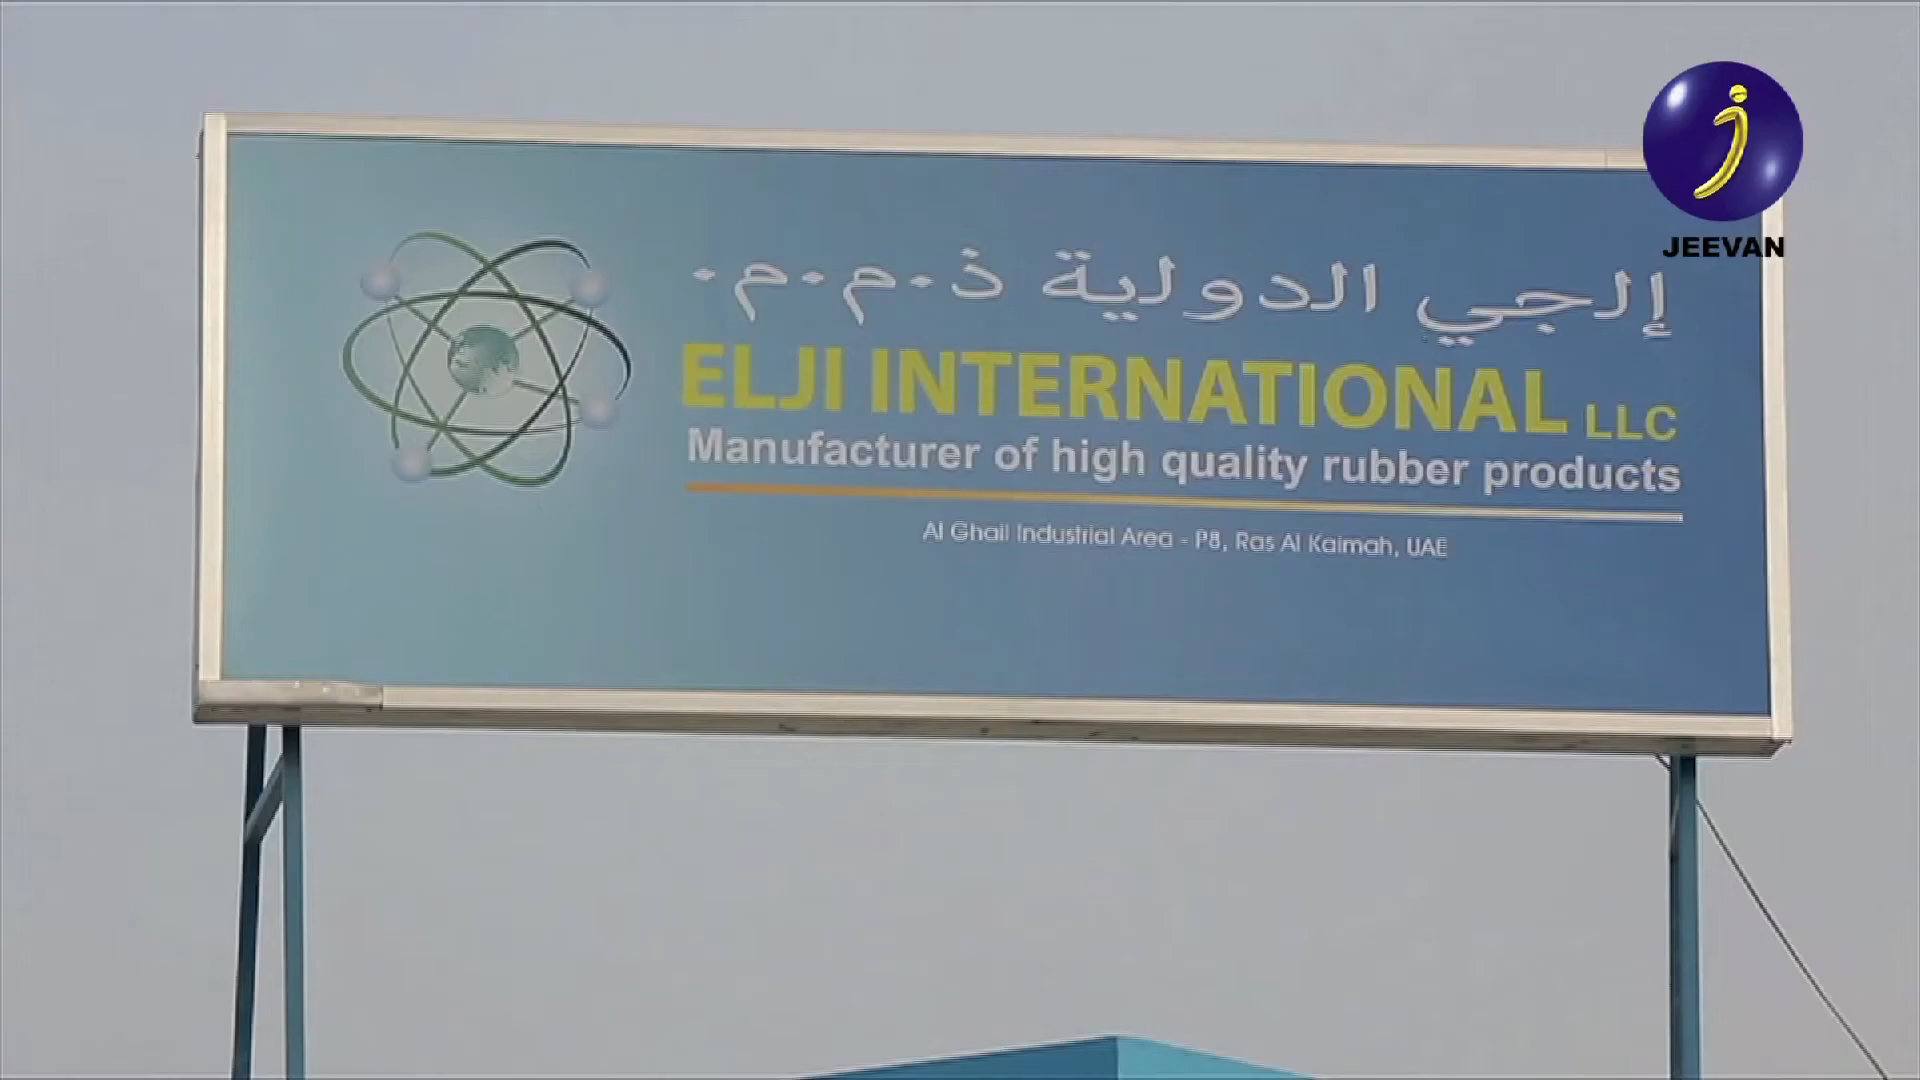 إلجي الدولية ذ.م.م.
ELJI INTERNATIONAL LLC
Manufacturer of high quality rubber products
Al Ghail Industrial Area - P8, Ras Al Kaimah, UAE
JEEVAN